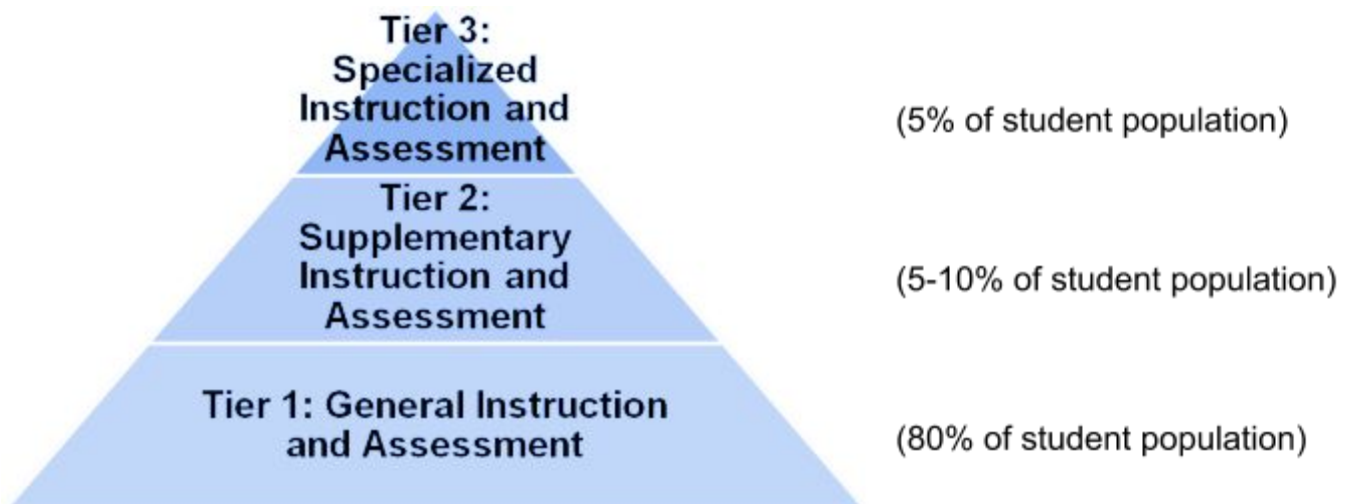 Tier 3:
Specialized
Instruction and
Assessment
(5% of student population)
Tier 2:
Supplementary
Instruction and
Assessment
(5-10% of student population)
Tier 1: General Instruction
and Assessment
(80% of student population)